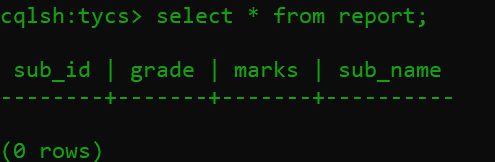 cqlsh:tycs> select * from report;
sub_id | grade | marks | sub_name
--------+-------+-------+----------
(0 rows)